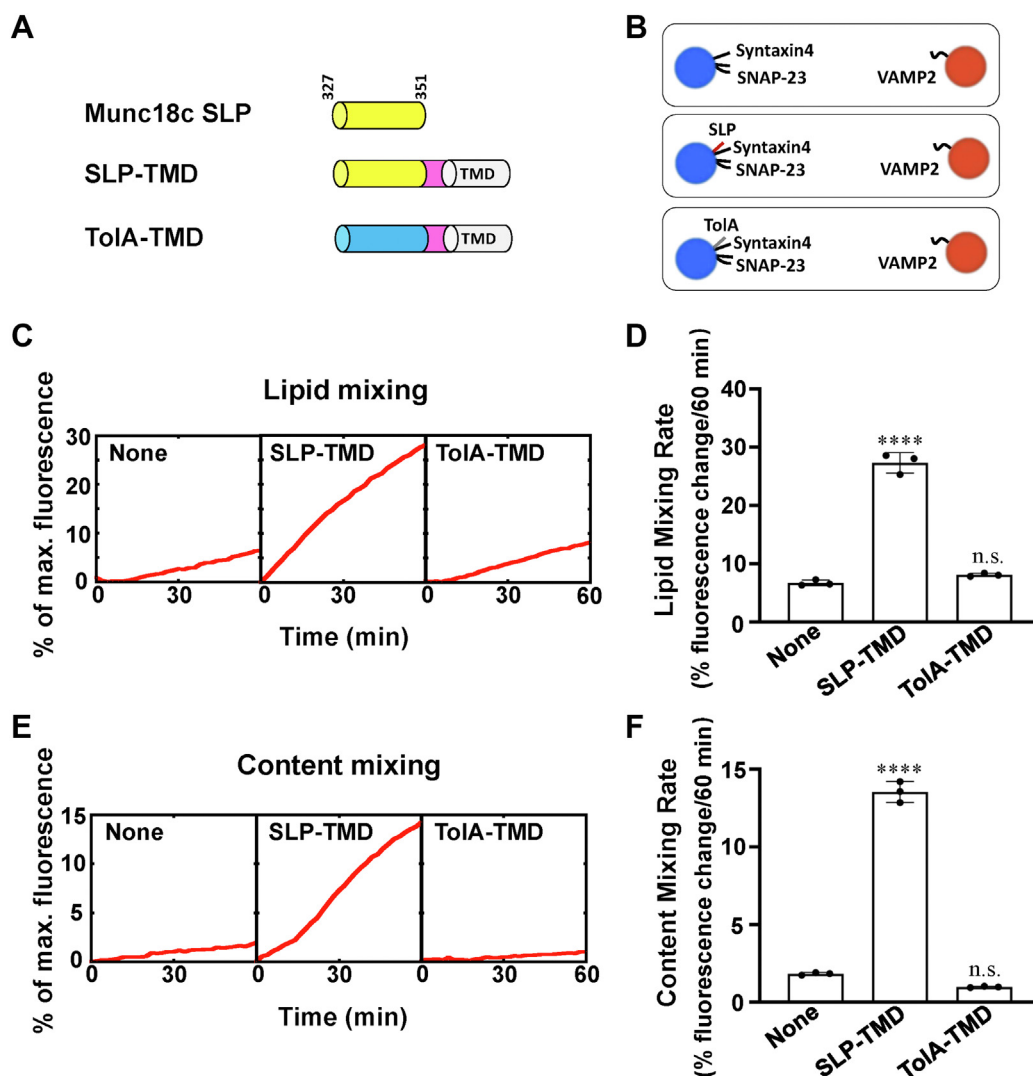 A
327
351
Munc18c SLP
SLP-TMD
TMD
TolA-TMD
TMD
B
Syntaxin4
SNAP-23
VAMP2
SLP
Syntaxin4
SNAP-23
VAMP2
TolA
Syntaxin4
SNAP-23
VAMP2
C
Lipid mixing
% of max. fluorescence
30
20
10
0
None
SLP-TMD
TolA-TMD
0
30
0
30
0
30
60
Time (min)
D
Lipid Mixing Rate
(% fluorescence change/60 min)
40
30
20
10
0
****
n.s.
None
SLP-TMD
TolA-TMD
E
Content mixing
% of max. fluorescence
15
10
5
0
None
SLP-TMD
TolA-TMD
0
30
0
30
0
30
60
Time (min)
F
Content Mixing Rate
(% fluorescence change/60 min)
15
10
5
0
****
n.s.
None
SLP-TMD
TolA-TMD